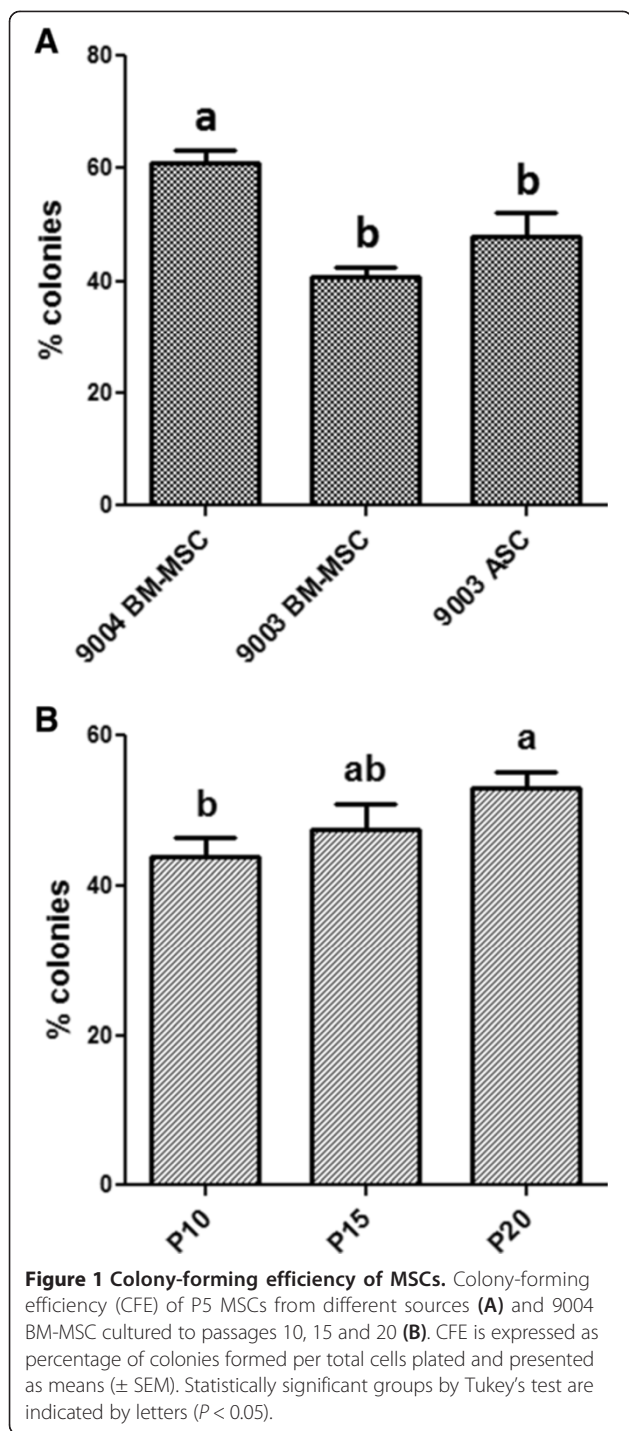 A
80
60
40
20
0
% colonies
a
b
b
9004 BM-MSC
9003 BM-MSC
9003 ASC
B
60
40
20
0
% colonies
b
ab
a
P10
P15
P20
Figure 1 Colony-forming efficiency of MSCs. Colony-forming
efficiency (CFE) of P5 MSCs from different sources (A) and 9004
BM-MSC cultured to passages 10, 15 and 20 (B). CFE is expressed as
percentage of colonies formed per total cells plated and presented
as means (± SEM). Statistically significant groups by Tukey's test are
indicated by letters (P < 0.05).